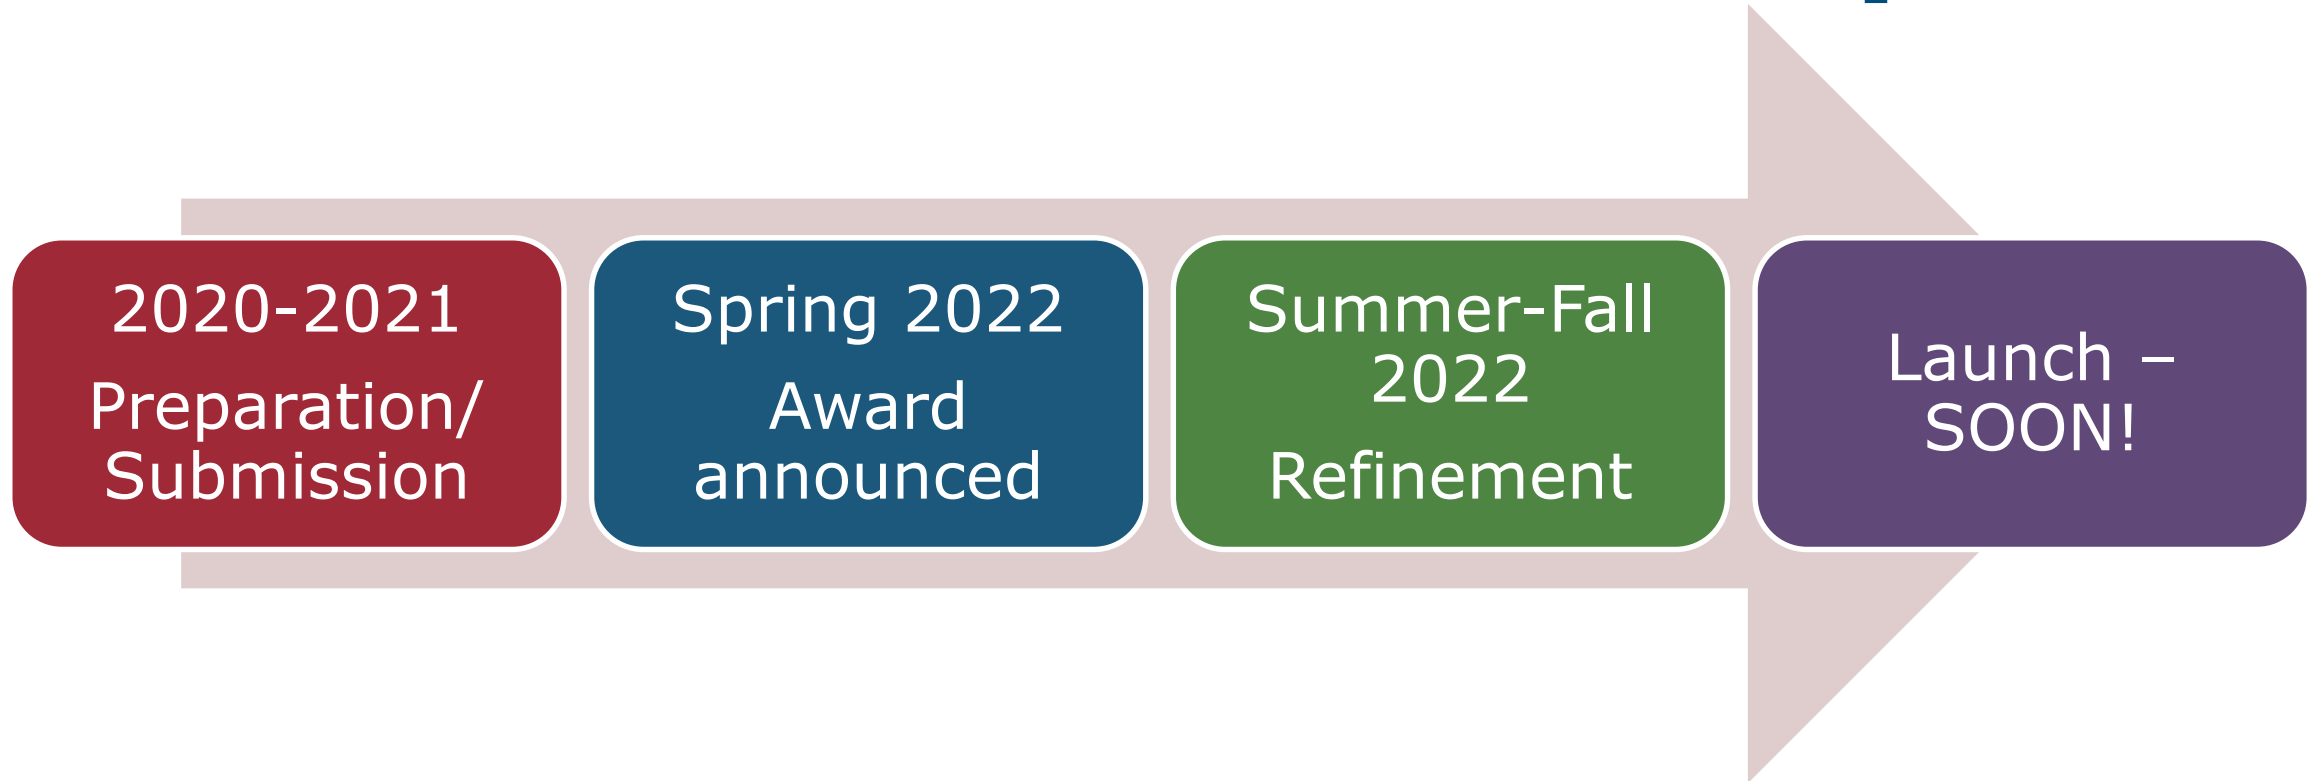 2020-2021
Preparation/
Submission
Spring 2022
Award
announced
Summer-Fall
2022
Refinement
Launch –
SOON!